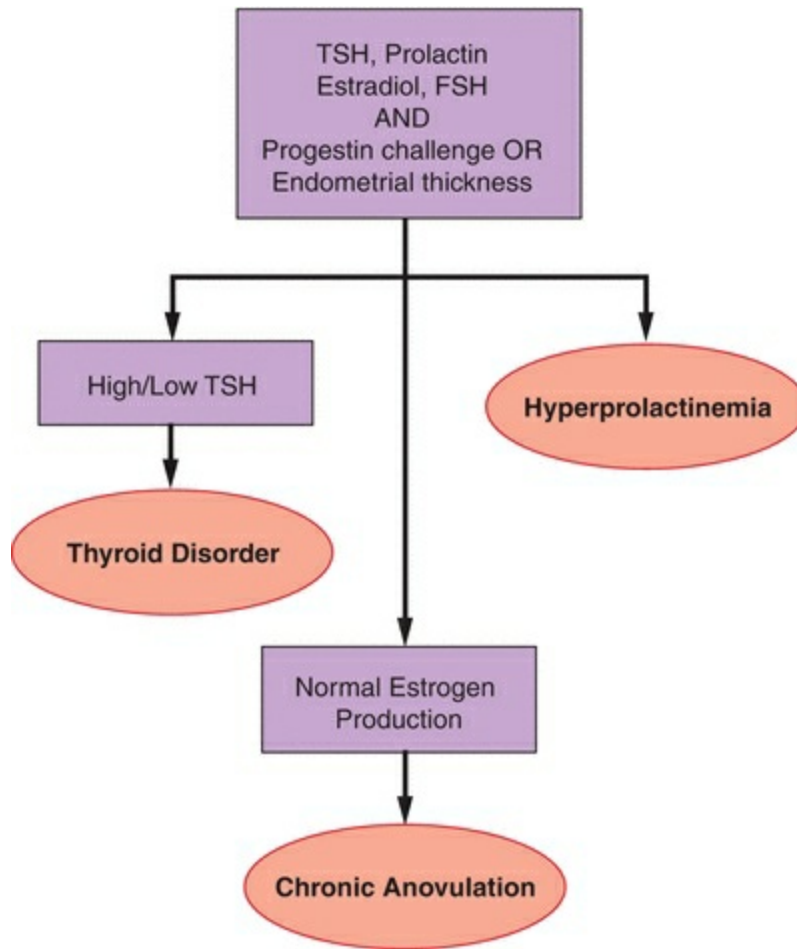 TSH, Prolactin
Estradiol, FSH
AND
Progestin challenge OR
Endometrial thickness
High/Low TSH
Hyperprolactinemia
Thyroid Disorder
Normal Estrogen
Production
Chronic Anovulation